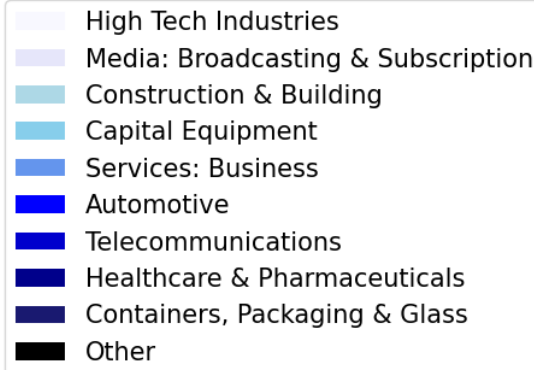 High Tech Industries
Media: Broadcasting & Subscription
Construction & Building
Capital Equipment
Services: Business
Automotive
Telecommunications
Healthcare & Pharmaceuticals
Containers, Packaging & Glass
Other